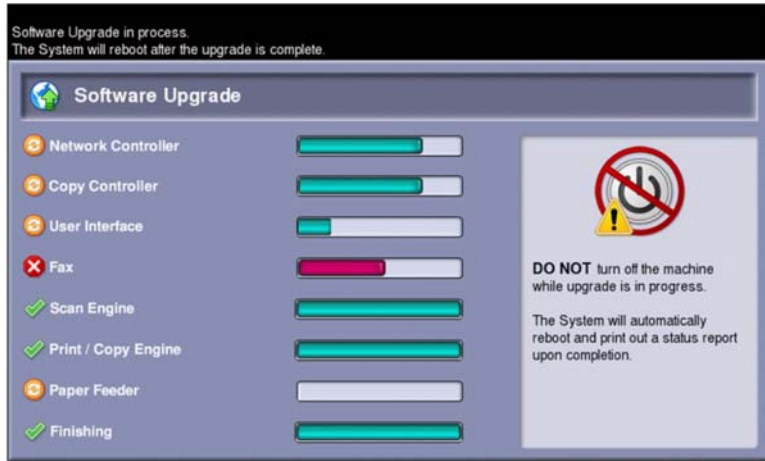 Software Upgrade in process.
The System will reboot after the upgrade is complete.
Software Upgrade
Network Controller
Copy Controller
User Interface
Fax
Scan Engine
Print / Copy Engine
Paper Feeder
Finishing
DO NOT turn off the machine
while upgrade is in progress.
The System will automatically
reboot and print out a status report
upon completion.